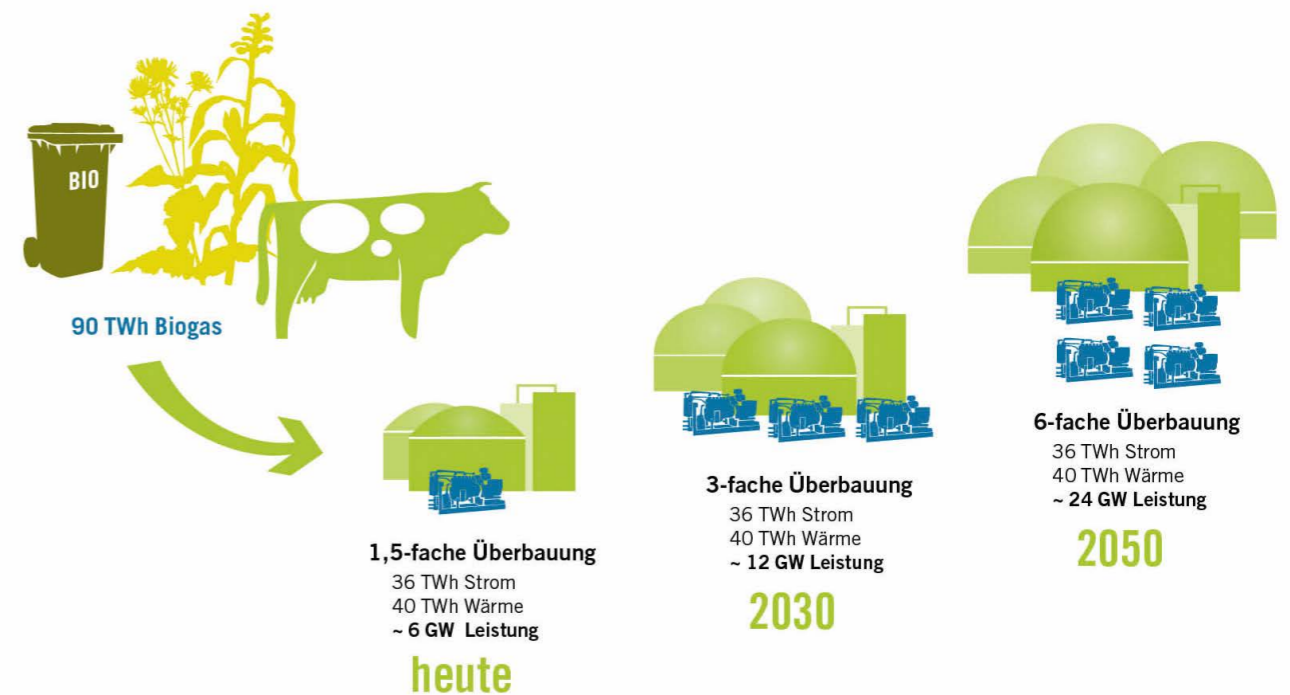 BIO
90 TWh Biogas
1,5-fache Überbauung
36 TWh Strom
40 TWh Wärme
~ 6 GW Leistung
heute
3-fache Überbauung
36 TWh Strom
40 TWh Wärme
~ 12 GW Leistung
2030
6-fache Überbauung
36 TWh Strom
40 TWh Wärme
~ 24 GW Leistung
2050